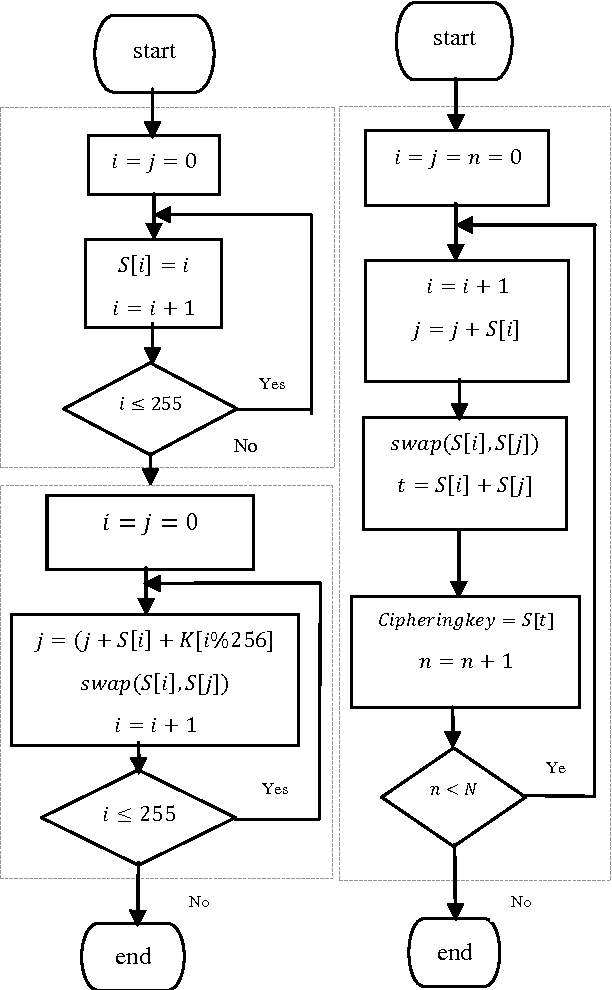 start
i = j = 0
S[i] = i
i = i + 1
i ≤ 255
Yes
No
i = j = 0
j = (j + S[i] + K[i%256]
swap(S[i], S[j])
i = i + 1
i ≤ 255
Yes
No
end
start
i = j = n = 0
i = i + 1
j = j + S[i]
swap(S[i], S[j])
t = S[i] + S[j]
Cipheringkey = S[t]
n = n + 1
n < N
Ye
No
end